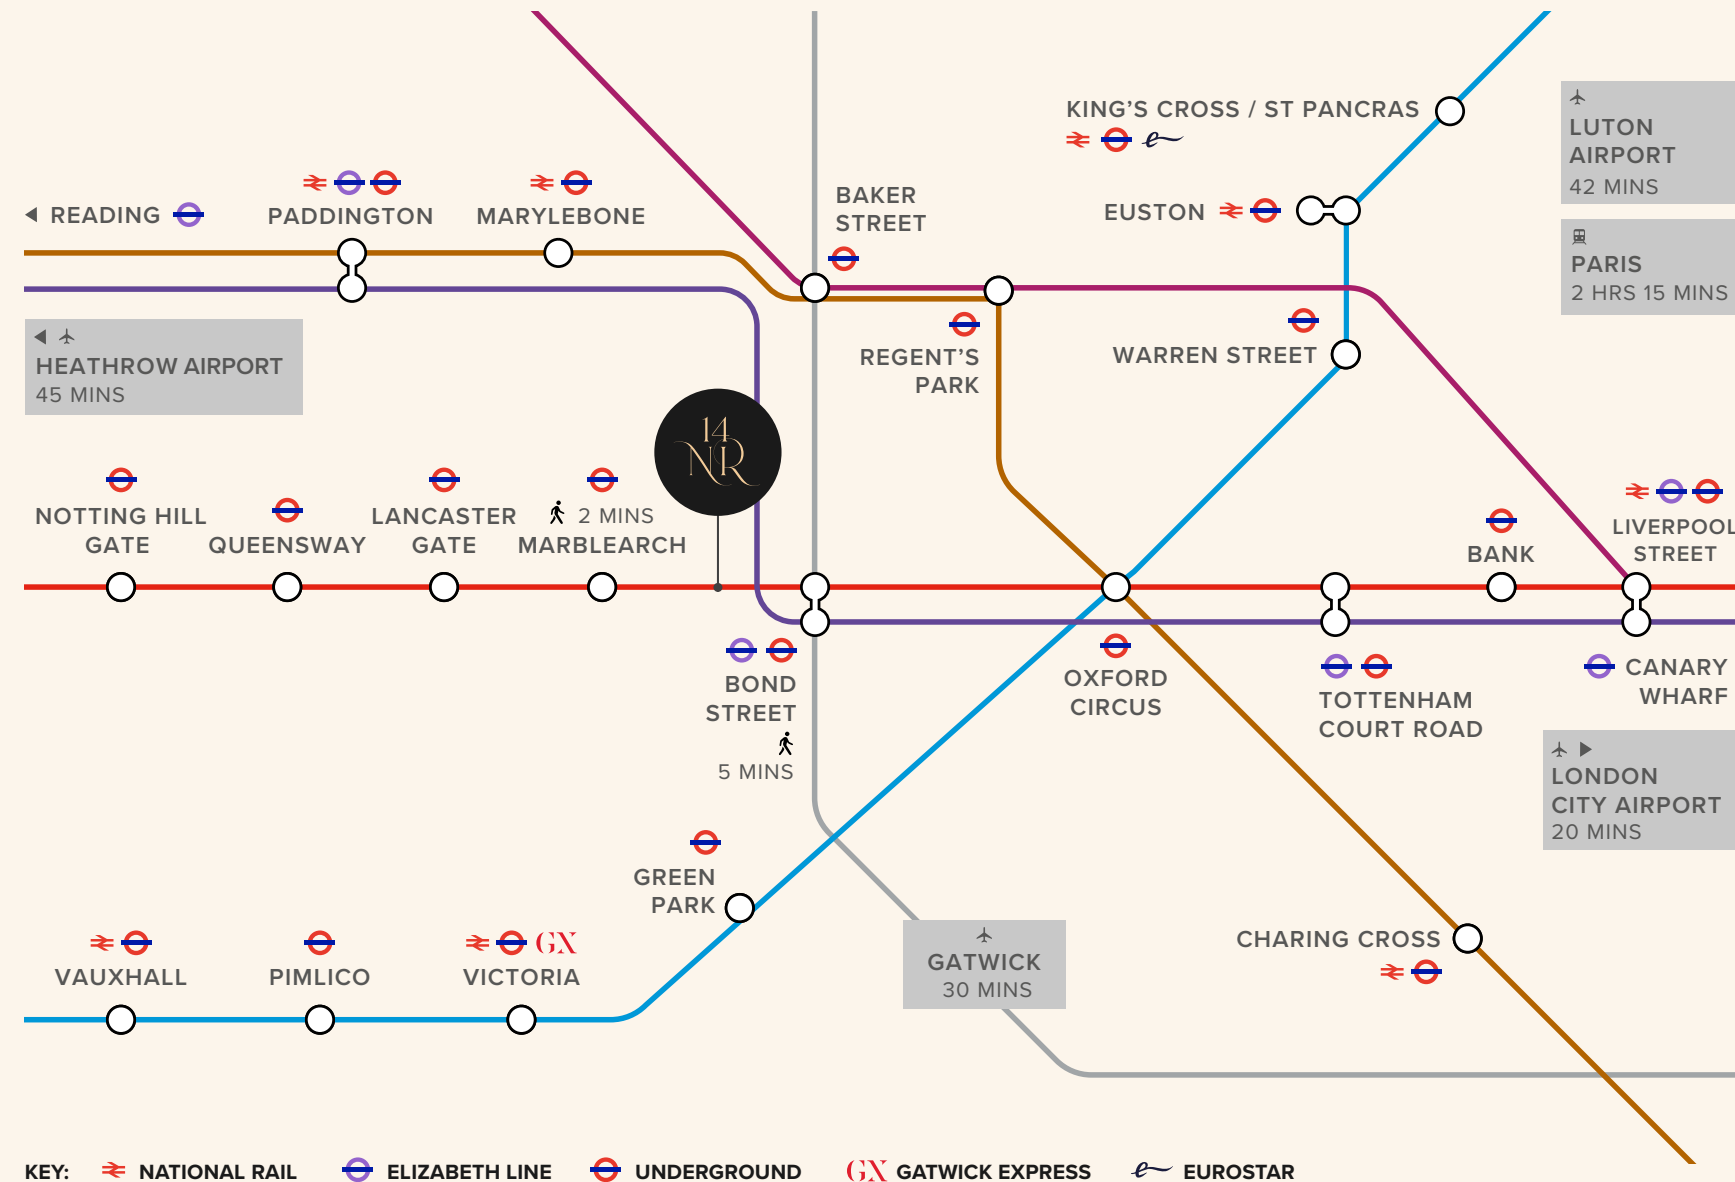 KING'S CROSS / ST PANCRAS
LUTON
AIRPORT
42 MINS
BAKER
STREET
READING
PADDINGTON
MARYLEBONE
EUSTON
PARIS
2 HRS 15 MINS
HEATHROW AIRPORT
45 MINS
REGENT'S
PARK
WARREN STREET
14
NR
NOTTING HILL
GATE
QUEENSWAY
LANCASTER
GATE
2 MINS
MARBLEARCH
BANK
LIVERPOOL
STREET
BOND
STREET
5 MINS
OXFORD
CIRCUS
TOTTENHAM
COURT ROAD
CANARY
WHARF
LONDON
CITY AIRPORT
20 MINS
GREEN
PARK
VAUXHALL
PIMLICO
GX
VICTORIA
GATWICK
30 MINS
CHARING CROSS
KEY: NATIONAL RAIL ELIZABETH LINE UNDERGROUND GX GATWICK EXPRESS EUROSTAR